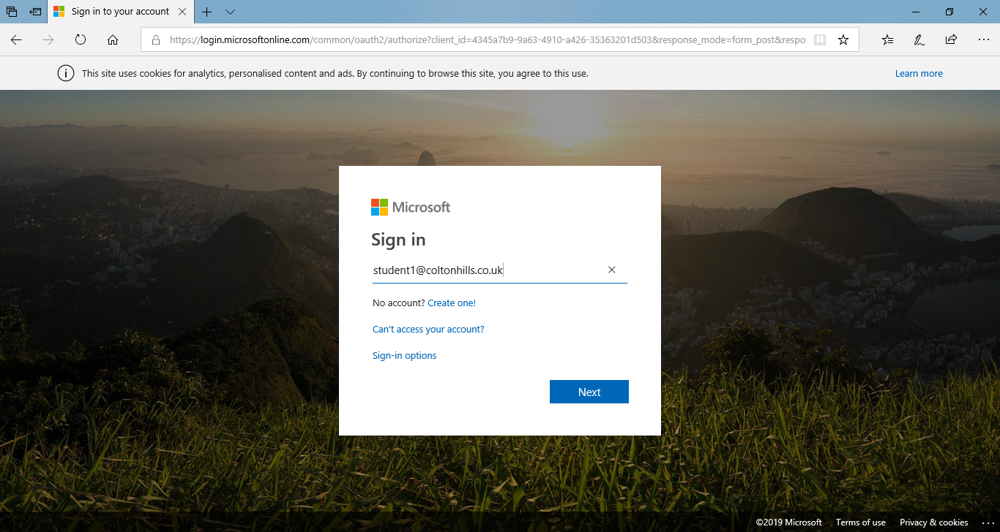 Sign in to your account
https://login.microsoftonline.com/common/oauth2/authorize?client_id=4345a7b9-9a63-4910-a426-35363201d503&response_mode=form_post&respo
This site uses cookies for analytics, personalised content and ads. By continuing to browse this site, you agree to this use.
Learn more
Microsoft
Sign in
student1@coltonhills.co.uk
No account? Create one!
Can't access your account?
Sign-in options
Next
©2019 Microsoft Terms of use Privacy & cookies ...